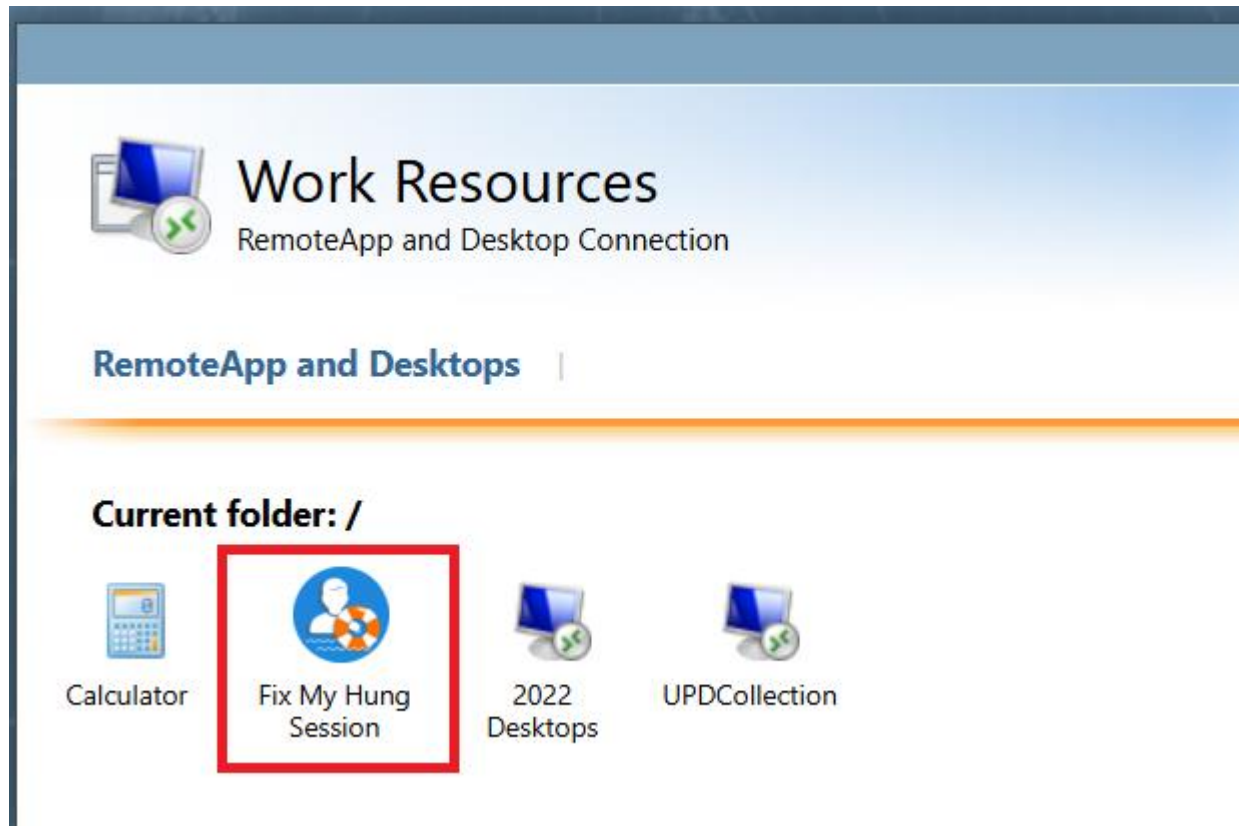 Work Resources
RemoteApp and Desktop Connection
RemoteApp and Desktops
Current folder: /
Calculator
Fix My Hung
Session
2022
Desktops
UPDCollection